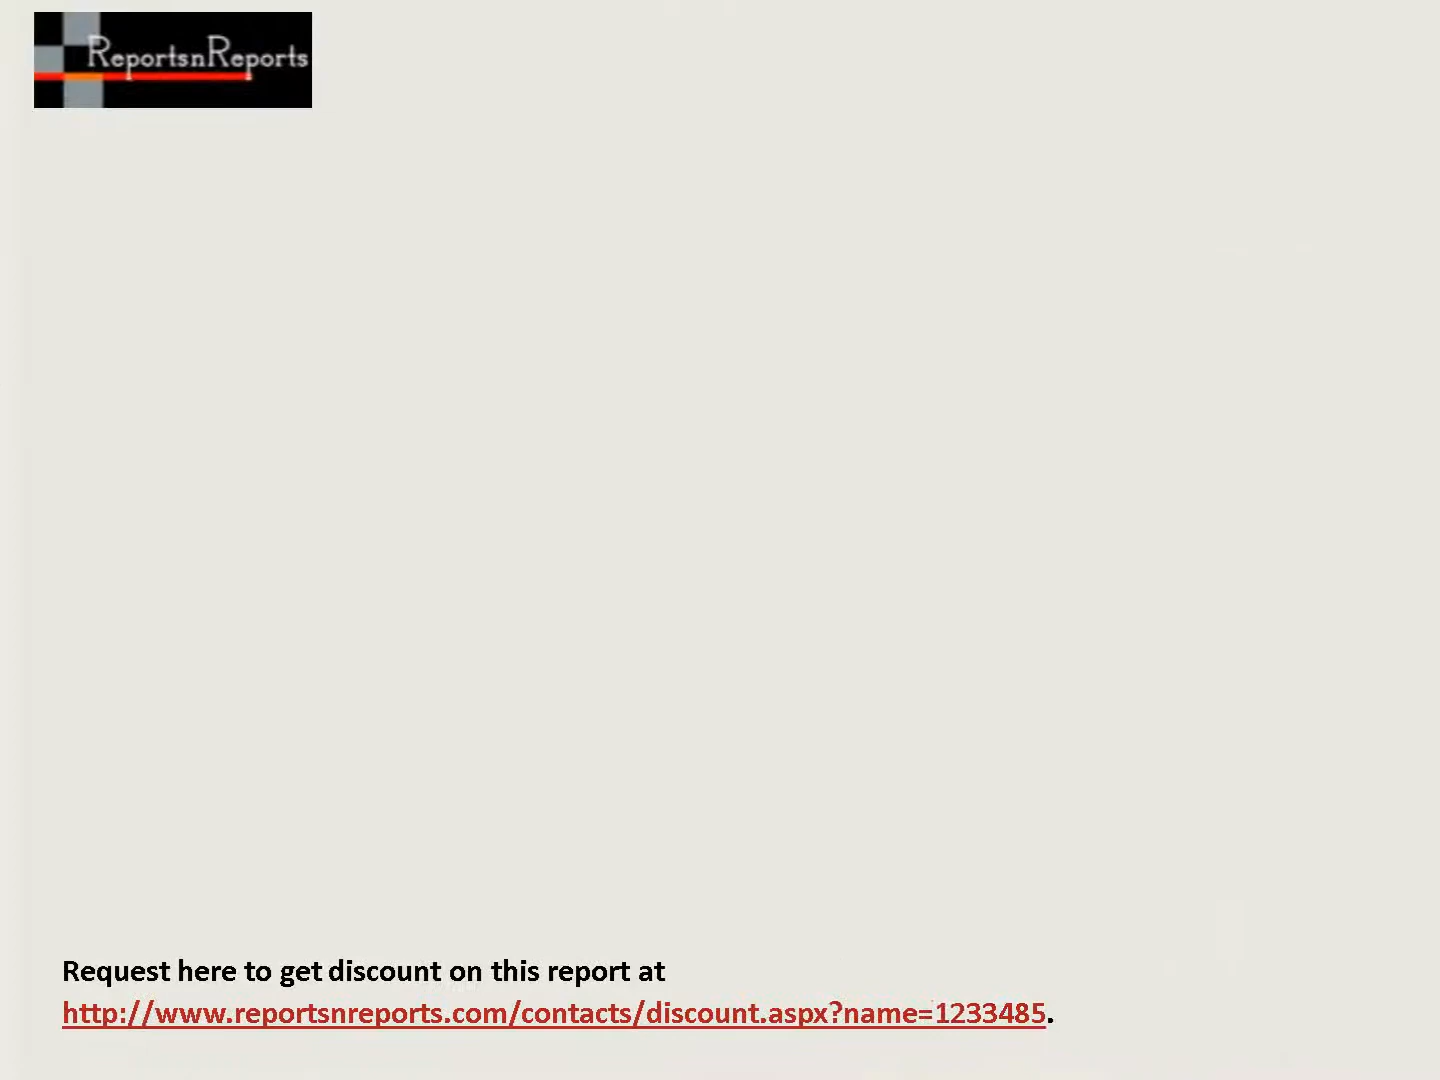 ReportsnReports
Request here to get discount on this report at
http://www.reportsnreports.com/contacts/discount.aspx?name=1233485.